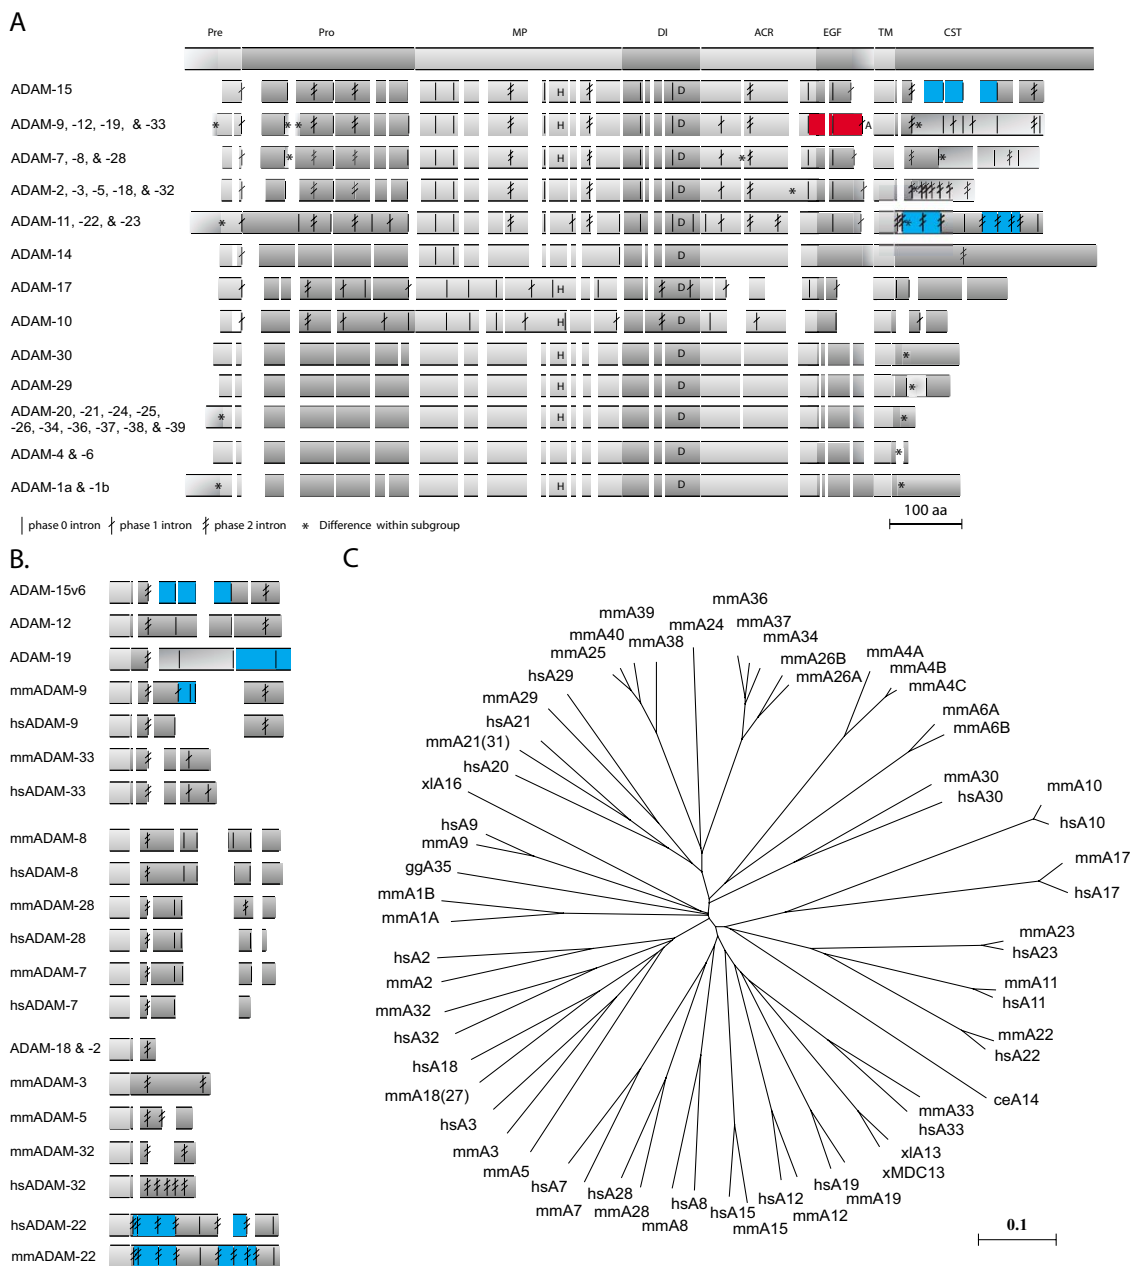 A
Pre Pro MP DI ACR EGF TM CST
ADAM-15 H D
ADAM-9, -12, -19, & -33 * * * H D A *
ADAM-7, -8, & -28 * H D * *
ADAM-2, -3, -5, -18, & -32 H D *
ADAM-11, -22, & -23 * H D *
ADAM-14 D
ADAM-17 H D
ADAM-10 H D
ADAM-30 H D *
ADAM-29 H D *
ADAM-20, -21, -24, -25,
-26, -34, -36, -37, -38, & -39 * H D *
ADAM-4 & -6 H D *
ADAM-1a & -1b * H D *
100 aa
phase 0 intron phase 1 intron phase 2 intron * Difference within subgroup
B.
ADAM-15v6
ADAM-12
ADAM-19
mmADAM-9
hsADAM-9
mmADAM-33
hsADAM-33
mmADAM-8
hsADAM-8
mmADAM-28
hsADAM-28
mmADAM-7
hsADAM-7
ADAM-18 & -2
mmADAM-3
mmADAM-5
mmADAM-32
hsADAM-32
hsADAM-22
mmADAM-22
C
mmA36
mmA39
mmA37
mmA24
mmA40
mmA38
mmA34
mmA25
mmA26B
mmA4A
mmA26A
mmA4B
hsA29
mmA4C
mmA29
mmA6A
hsA21
mmA6B
mmA21(31)
hsA20
mmA30
xlA16
hsA30
mmA10
hsA9
hsA10
mmA9
mmA17
ggA35
hsA17
mmA1B
mmA1A
mmA23
hsA23
hsA2
mmA2
mmA11
hsA11
mmA32
mmA22
hsA32
hsA22
hsA18
mmA18(27)
ceA14
mmA33
hsA3
hsA33
mmA3
xlA13
mmA5
xMDC13
hsA7
hsA19
hsA28
hsA12
mmA19
hsA8
hsA15
mmA7
mmA28
mmA12
mmA8
mmA15
0.1